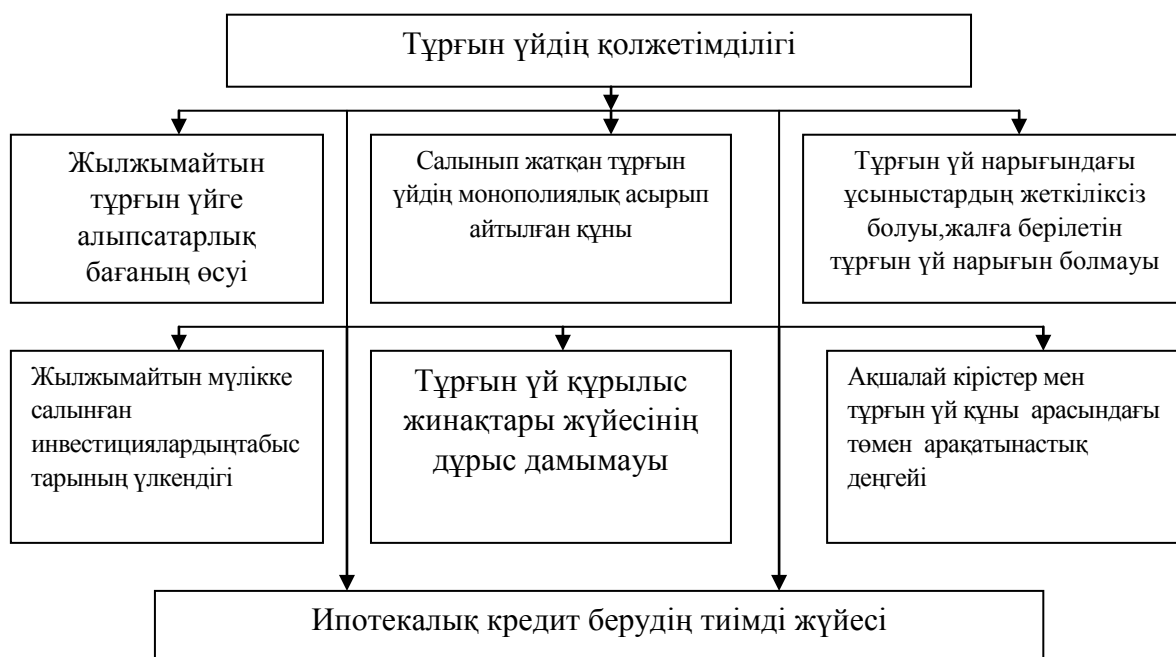 Тұрғын үйдің қолжетімділігі
Жылжымайтын
тұрғын үйге
алыпсатарлық
бағаның өсуі
Салынып жатқан тұрғын
үйдің монополиялық асырып
айтылған құны
Тұрғын үй нарығындағы
ұсыныстардың жеткіліксіз
болуы,жалға берілетін
тұрғын үй нарығын болмауы
Жылжымайтын мүлікке
салынған
инвестициялардыңтабыс
тарының үлкендігі
Тұрғын үй құрылыс
жинақтары жүйесінің
дұрыс дамымауы
Ақшалай кірістер мен
тұрғын үй құны арасындағы
төмен арақатынастық
деңгейі
Ипотекалық кредит берудің тиімді жүйесі